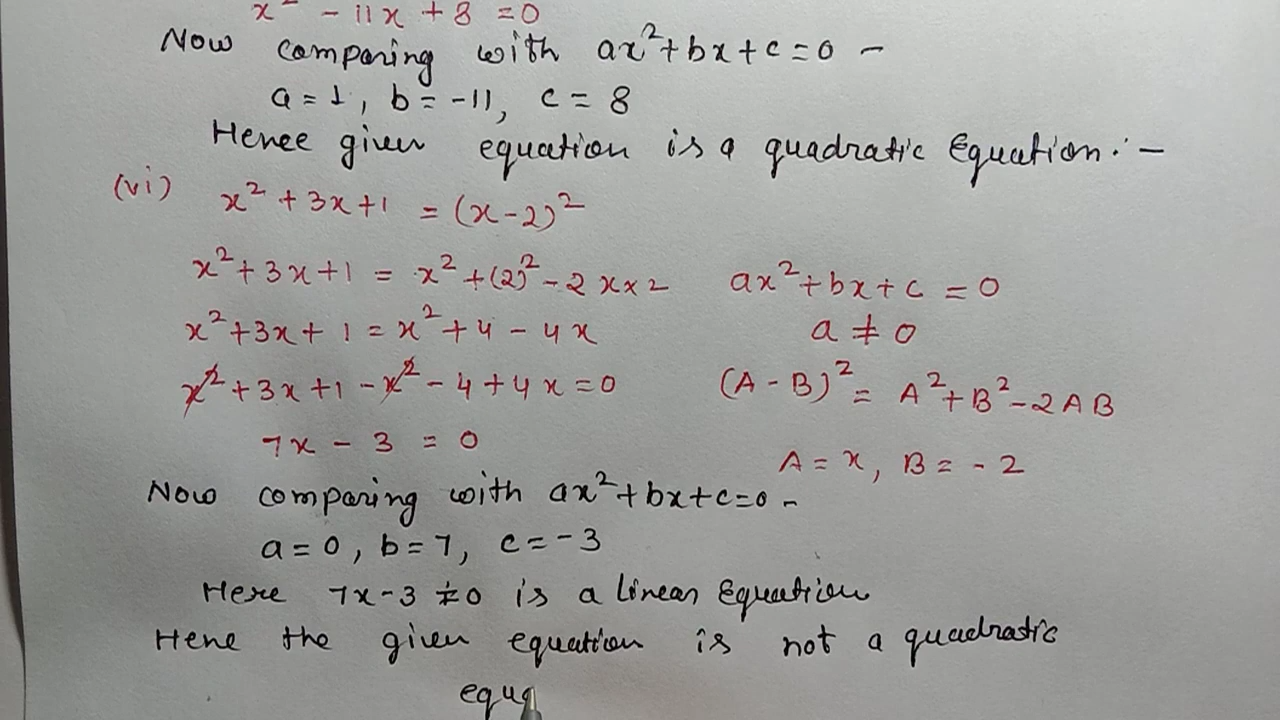 x² - 11x + 8 = 0
Now comparing with ax²+bx+c=0 -
a=1, b=-11, c=8
Hence given equation is a quadratic Equation. -
(vi) x²+3x+1 = (x-2)²
x²+3x+1 = x²+(2)²-2×x×2
x²+3x+1 = x²+4-4x
x²+3x+1-x²-4+4x=0
7x-3=0
ax²+bx+c=0
a≠0
(A-B)² = A²+B²-2AB
A=x, B=-2
Now comparing with ax²+bx+c=0 -
a=0, b=7, c=-3
Here 7x-3≠0 is a linear Equation
Hene the given equation is not a quadratic
equa